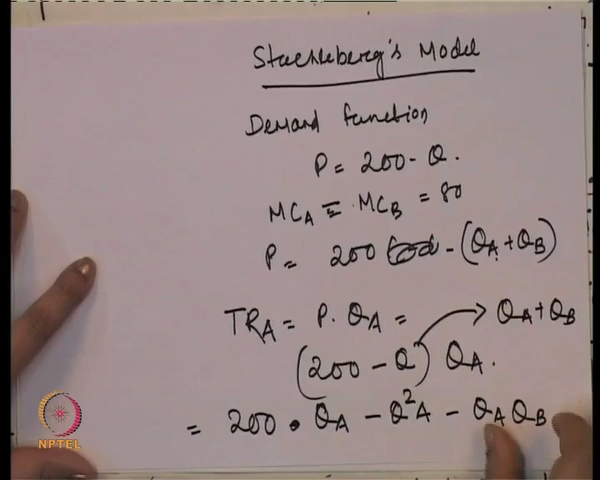 Stackleberg's Model
Demand function
P = 200 - Q.
MCA = MCB = 80
P = 200 - (QA + QB)
TRA = P. QA = QA + QB
(200 - Q) QA.
= 200 . QA - Q²A - QA QB
NPTEL